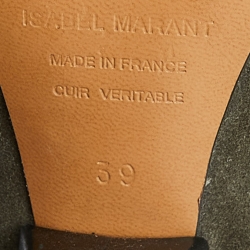 ISABEL MARANT
MADE IN FRANCE
CUIR VERITABLE
39